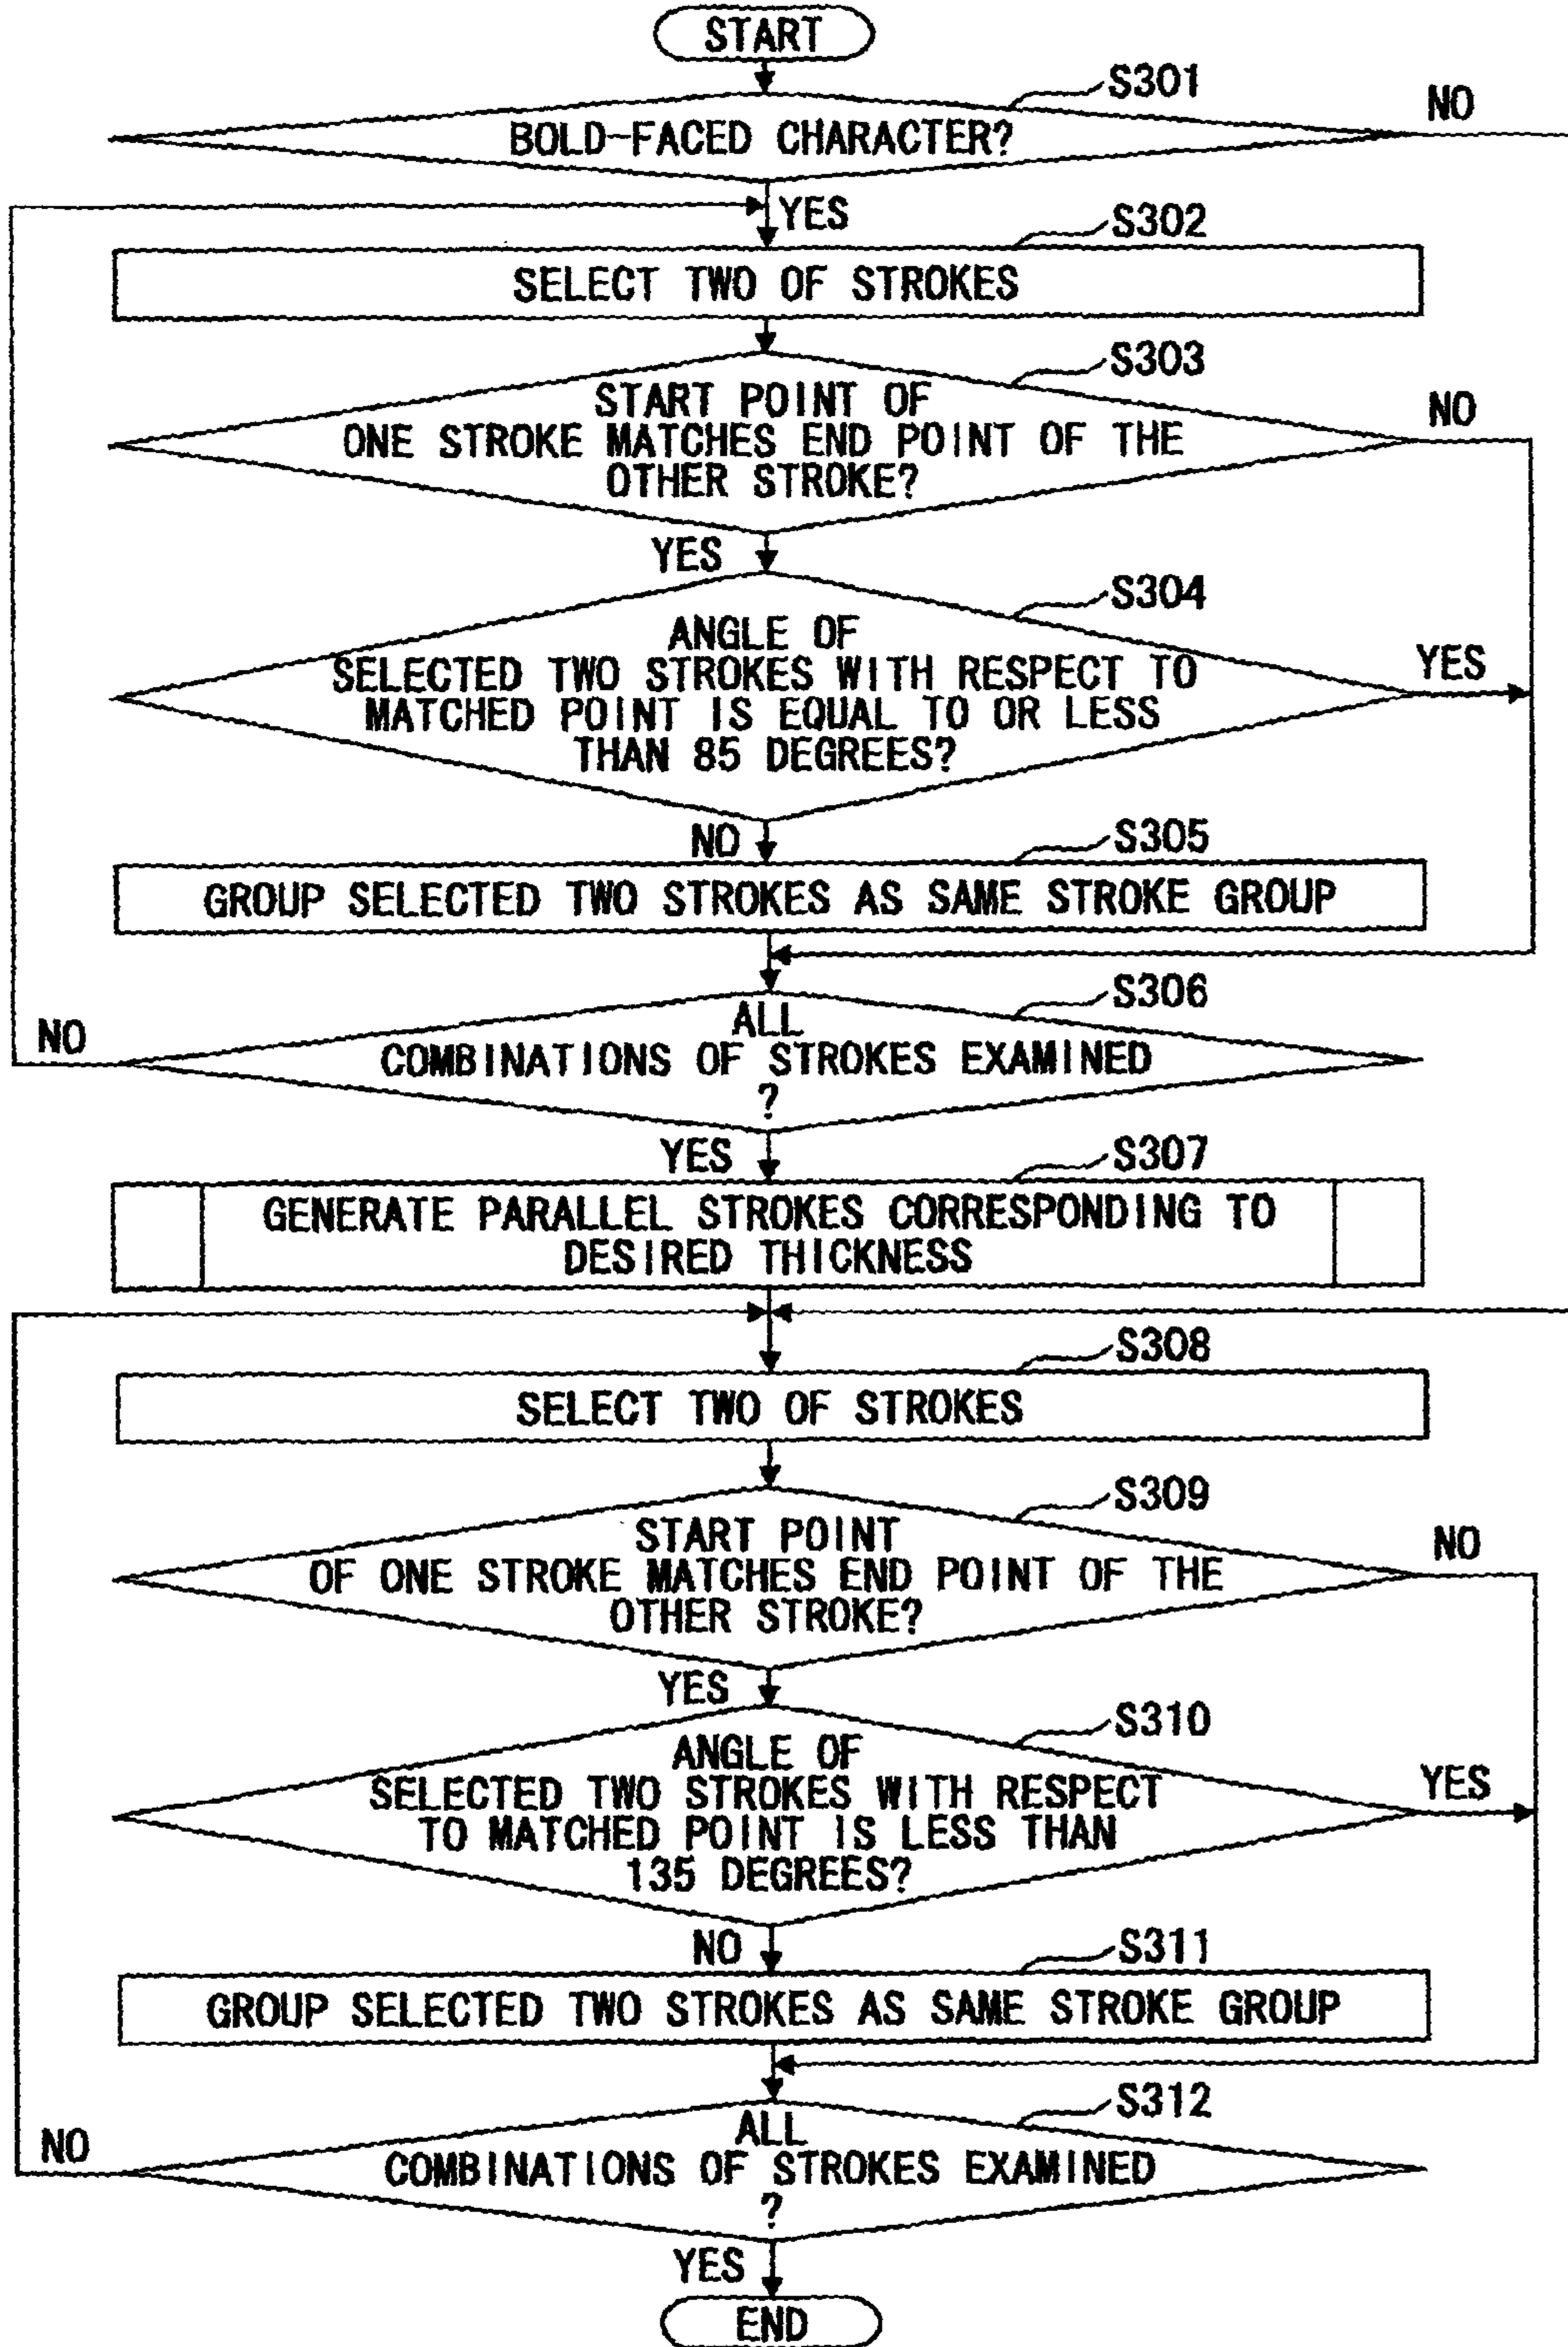 START
S301
BOLD-FACED CHARACTER?
NO
YES
S302
SELECT TWO OF STROKES
S303
START POINT OF
ONE STROKE MATCHES END POINT OF THE
OTHER STROKE?
NO
YES
S304
ANGLE OF
SELECTED TWO STROKES WITH RESPECT TO
MATCHED POINT IS EQUAL TO OR LESS
THAN 85 DEGREES?
YES
NO
S305
GROUP SELECTED TWO STROKES AS SAME STROKE GROUP
S306
ALL
COMBINATIONS OF STROKES EXAMINED
?
NO
YES
S307
GENERATE PARALLEL STROKES CORRESPONDING TO
DESIRED THICKNESS
S308
SELECT TWO OF STROKES
S309
START POINT
OF ONE STROKE MATCHES END POINT OF THE
OTHER STROKE?
NO
YES
S310
ANGLE OF
SELECTED TWO STROKES WITH RESPECT
TO MATCHED POINT IS LESS THAN
135 DEGREES?
YES
NO
S311
GROUP SELECTED TWO STROKES AS SAME STROKE GROUP
S312
ALL
COMBINATIONS OF STROKES EXAMINED
?
NO
YES
END